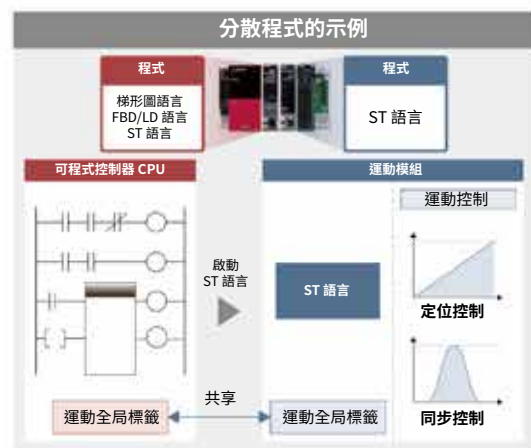 分散程式的示例
程式
梯形圖語言
FBD/LD 語言
ST 語言
程式
ST 語言
可程式控制器 CPU
運動模組
啟動
ST 語言
ST 語言
運動控制
定位控制
同步控制
運動全局標籤
共享
運動全局標籤